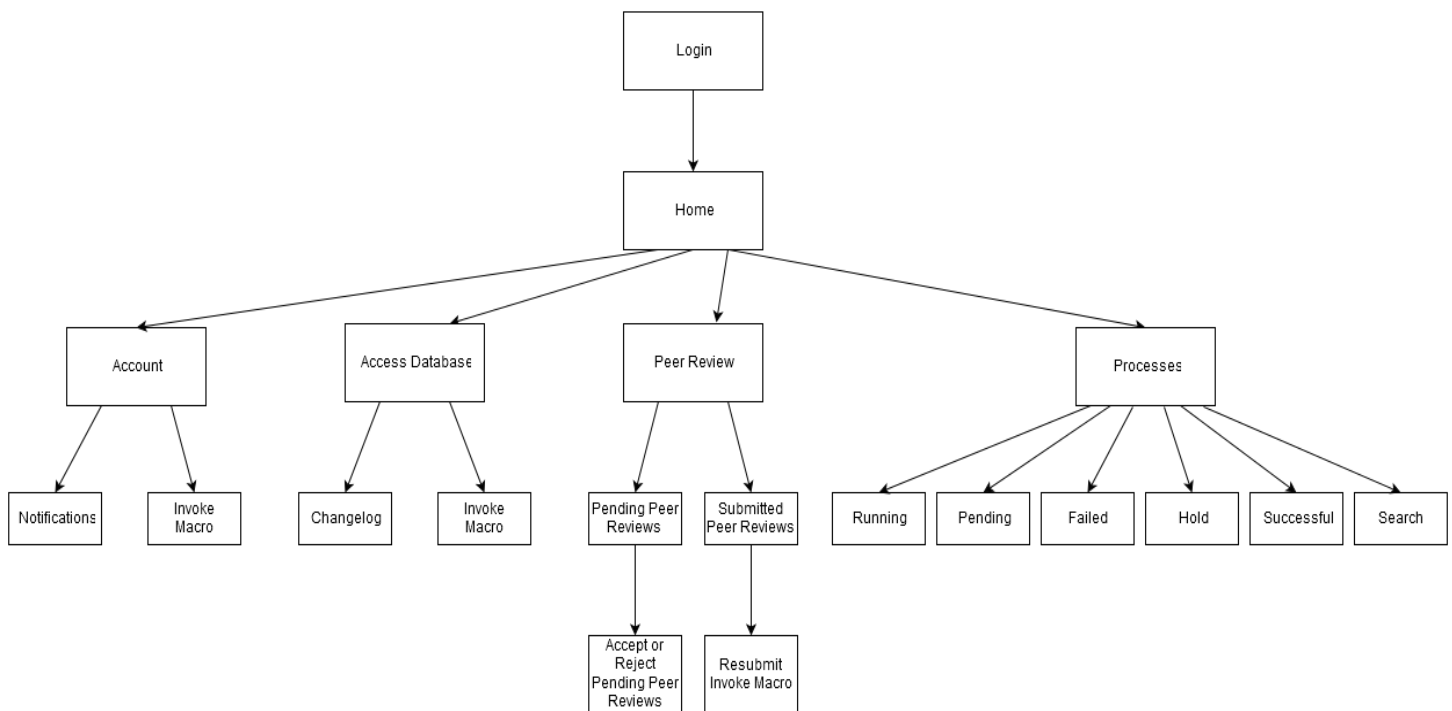 Login
Home
Account
Access Database
Peer Review
Processes
Notifications
Invoke
Macro
Changelog
Invoke
Macro
Pending Peer
Reviews
Submitted
Peer Reviews
Running
Pending
Failed
Hold
Successful
Search
Accept or
Reject
Pending Peer
Reviews
Resubmit
Invoke Macro